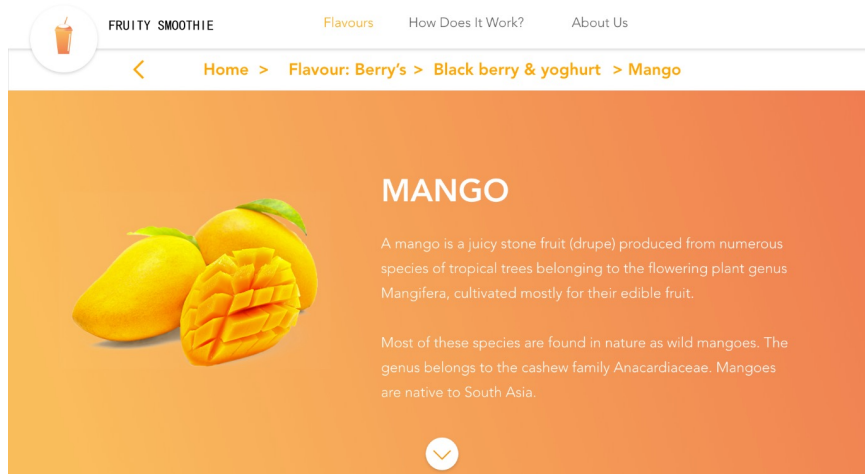 FRUITY SMOOTHIE
Flavours How Does It Work? About Us
Home > Flavour: Berry's > Black berry & yoghurt > Mango
MANGO
A mango is a juicy stone fruit (drupe) produced from numerous
species of tropical trees belonging to the flowering plant genus
Mangifera, cultivated mostly for their edible fruit.
Most of these species are found in nature as wild mangoes. The
genus belongs to the cashew family Anacardiaceae. Mangoes
are native to South Asia.